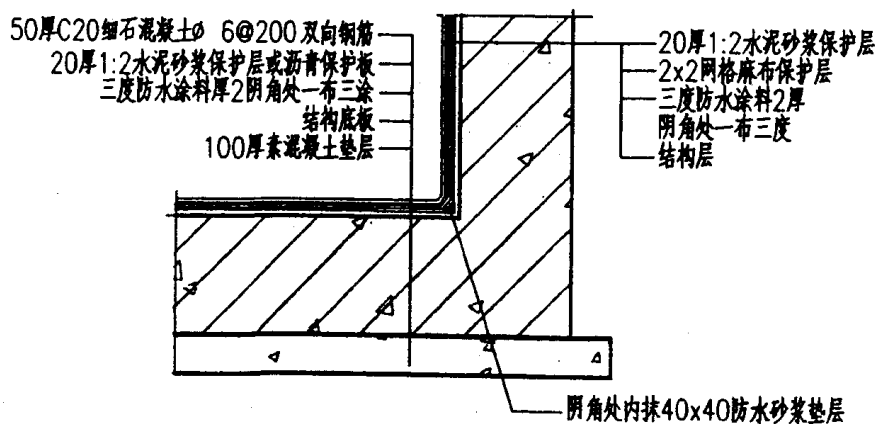 50厚C20细石混凝土ø 6@200双向钢筋
20厚1:2水泥砂浆保护层或沥青保护板
三度防水涂料厚2阴角处一布三涂
结构底板
100厚素混凝土垫层
20厚1:2水泥砂浆保护层
2x2网格麻布保护层
三度防水涂料2厚
阴角处一布三度
结构层
阴角处内抹40x40防水砂浆垫层